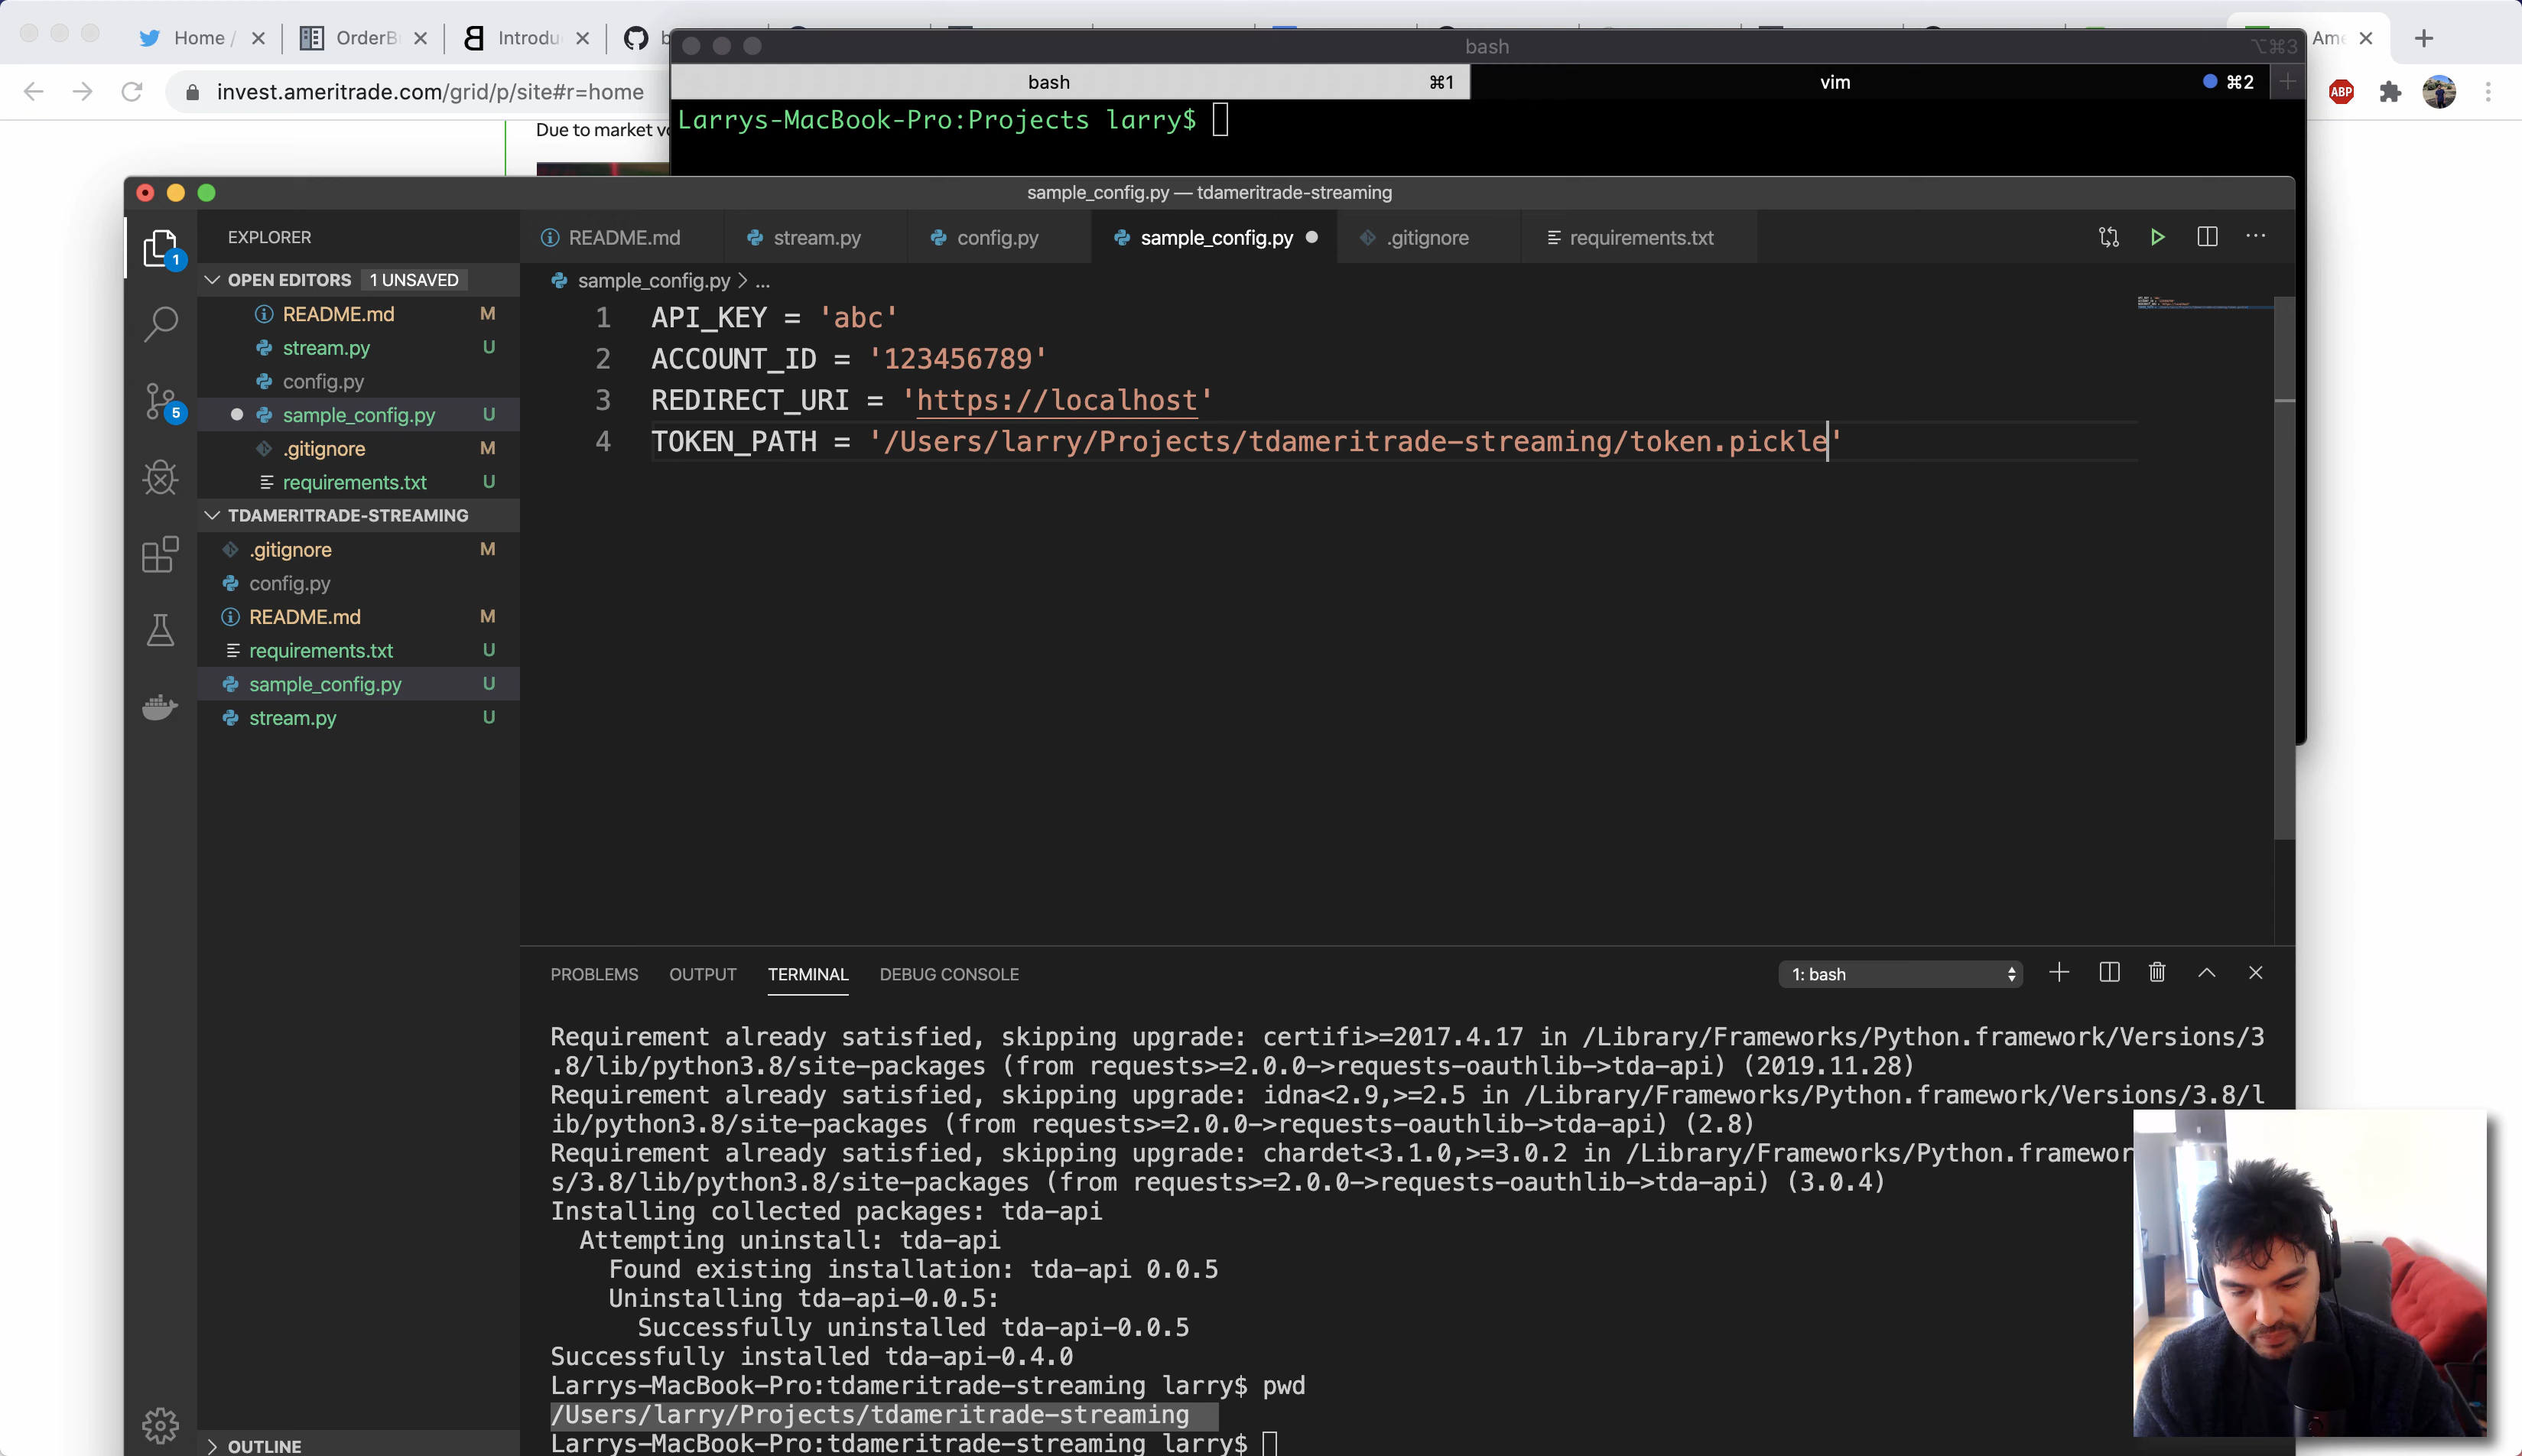 Home /
OrderB
Introdu
b
Ame
invest.ameritrade.com/grid/p/site#r=home
ABP
Due to market vo
bash
⌥⌘3
bash ⌘1
vim ⌘2
Larrys-MacBook-Pro:Projects larry$
sample_config.py — tdameritrade-streaming
EXPLORER
OPEN EDITORS 1 UNSAVED
README.md M
stream.py U
config.py
sample_config.py U
.gitignore M
requirements.txt U
TDAMERITRADE-STREAMING
.gitignore M
config.py
README.md M
requirements.txt U
sample_config.py U
stream.py U
OUTLINE
1
5
README.md
stream.py
config.py
sample_config.py
.gitignore
requirements.txt
sample_config.py > ...
1 API_KEY = 'abc'
2 ACCOUNT_ID = '123456789'
3 REDIRECT_URI = 'https://localhost'
4 TOKEN_PATH = '/Users/larry/Projects/tdameritrade-streaming/token.pickle'
PROBLEMS OUTPUT TERMINAL DEBUG CONSOLE
1: bash
Requirement already satisfied, skipping upgrade: certifi>=2017.4.17 in /Library/Frameworks/Python.framework/Versions/3
.8/lib/python3.8/site-packages (from requests>=2.0.0->requests-oauthlib->tda-api) (2019.11.28)
Requirement already satisfied, skipping upgrade: idna<2.9,>=2.5 in /Library/Frameworks/Python.framework/Versions/3.8/l
ib/python3.8/site-packages (from requests>=2.0.0->requests-oauthlib->tda-api) (2.8)
Requirement already satisfied, skipping upgrade: chardet<3.1.0,>=3.0.2 in /Library/Frameworks/Python.framewor
s/3.8/lib/python3.8/site-packages (from requests>=2.0.0->requests-oauthlib->tda-api) (3.0.4)
Installing collected packages: tda-api
Attempting uninstall: tda-api
Found existing installation: tda-api 0.0.5
Uninstalling tda-api-0.0.5:
Successfully uninstalled tda-api-0.0.5
Successfully installed tda-api-0.4.0
Larrys-MacBook-Pro:tdameritrade-streaming larry$ pwd
/Users/larry/Projects/tdameritrade-streaming
Larrys-MacBook-Pro:tdameritrade-streaming larry$